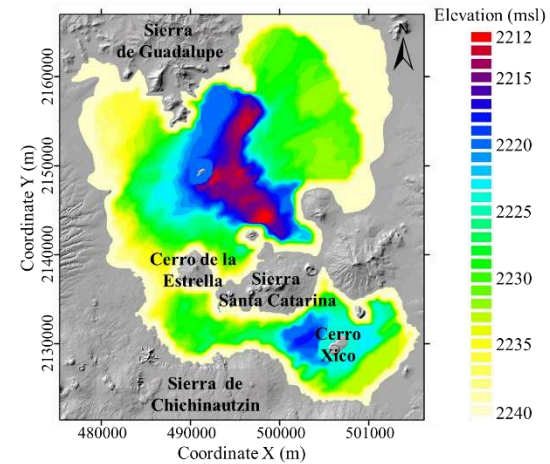 Elevation (msl)
Sierra
de Guadalupe
N
2212
2215
2220
2225
2230
2235
2240
Coordinate Y (m)
2160000
2150000
2140000
2130000
Cerro de la
Estrella
Sierra
Santa Catarina
Cerro
Xico
Sierra de
Chichinautzin
480000
490000
500000
501000
Coordinate X (m)